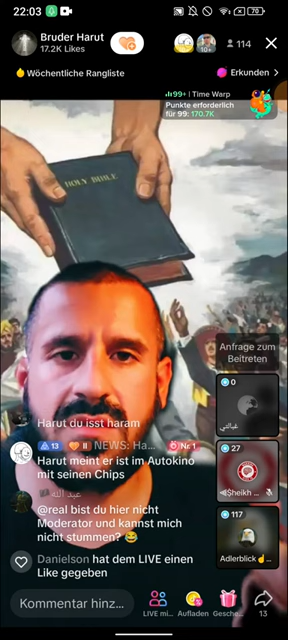 22:03
70
Bruder Harut
17.2K Likes
10+
114
Wöchentliche Rangliste
Erkunden >
99+ | Time Warp
Punkte erforderlich
für 99: 170.7K
HOLY BIBLE
Anfrage zum
Beitreten
0
27
Sheikh ...
117
Adlerblick☝...
Harut du isst haram
13 II NEWS: Ha... Nr. 1
Harut meint er ist im Autokino
mit seinen Chips
عبد الله
@real bist du hier nicht
Moderator und kannst mich
nicht stummen? 😂
Danielson hat dem LIVE einen
Like gegeben
Kommentar hinz...
LIVE mi...
Aufladen
Gesche...
13